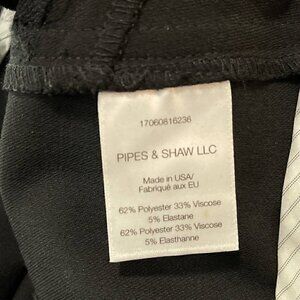 17060816236
PIPES & SHAW LLC
Made in USA/
Fabriqué aux EU
62% Polyester 33% Viscose
5% Elastane
62% Polyester 33% Viscose
5% Elasthanne